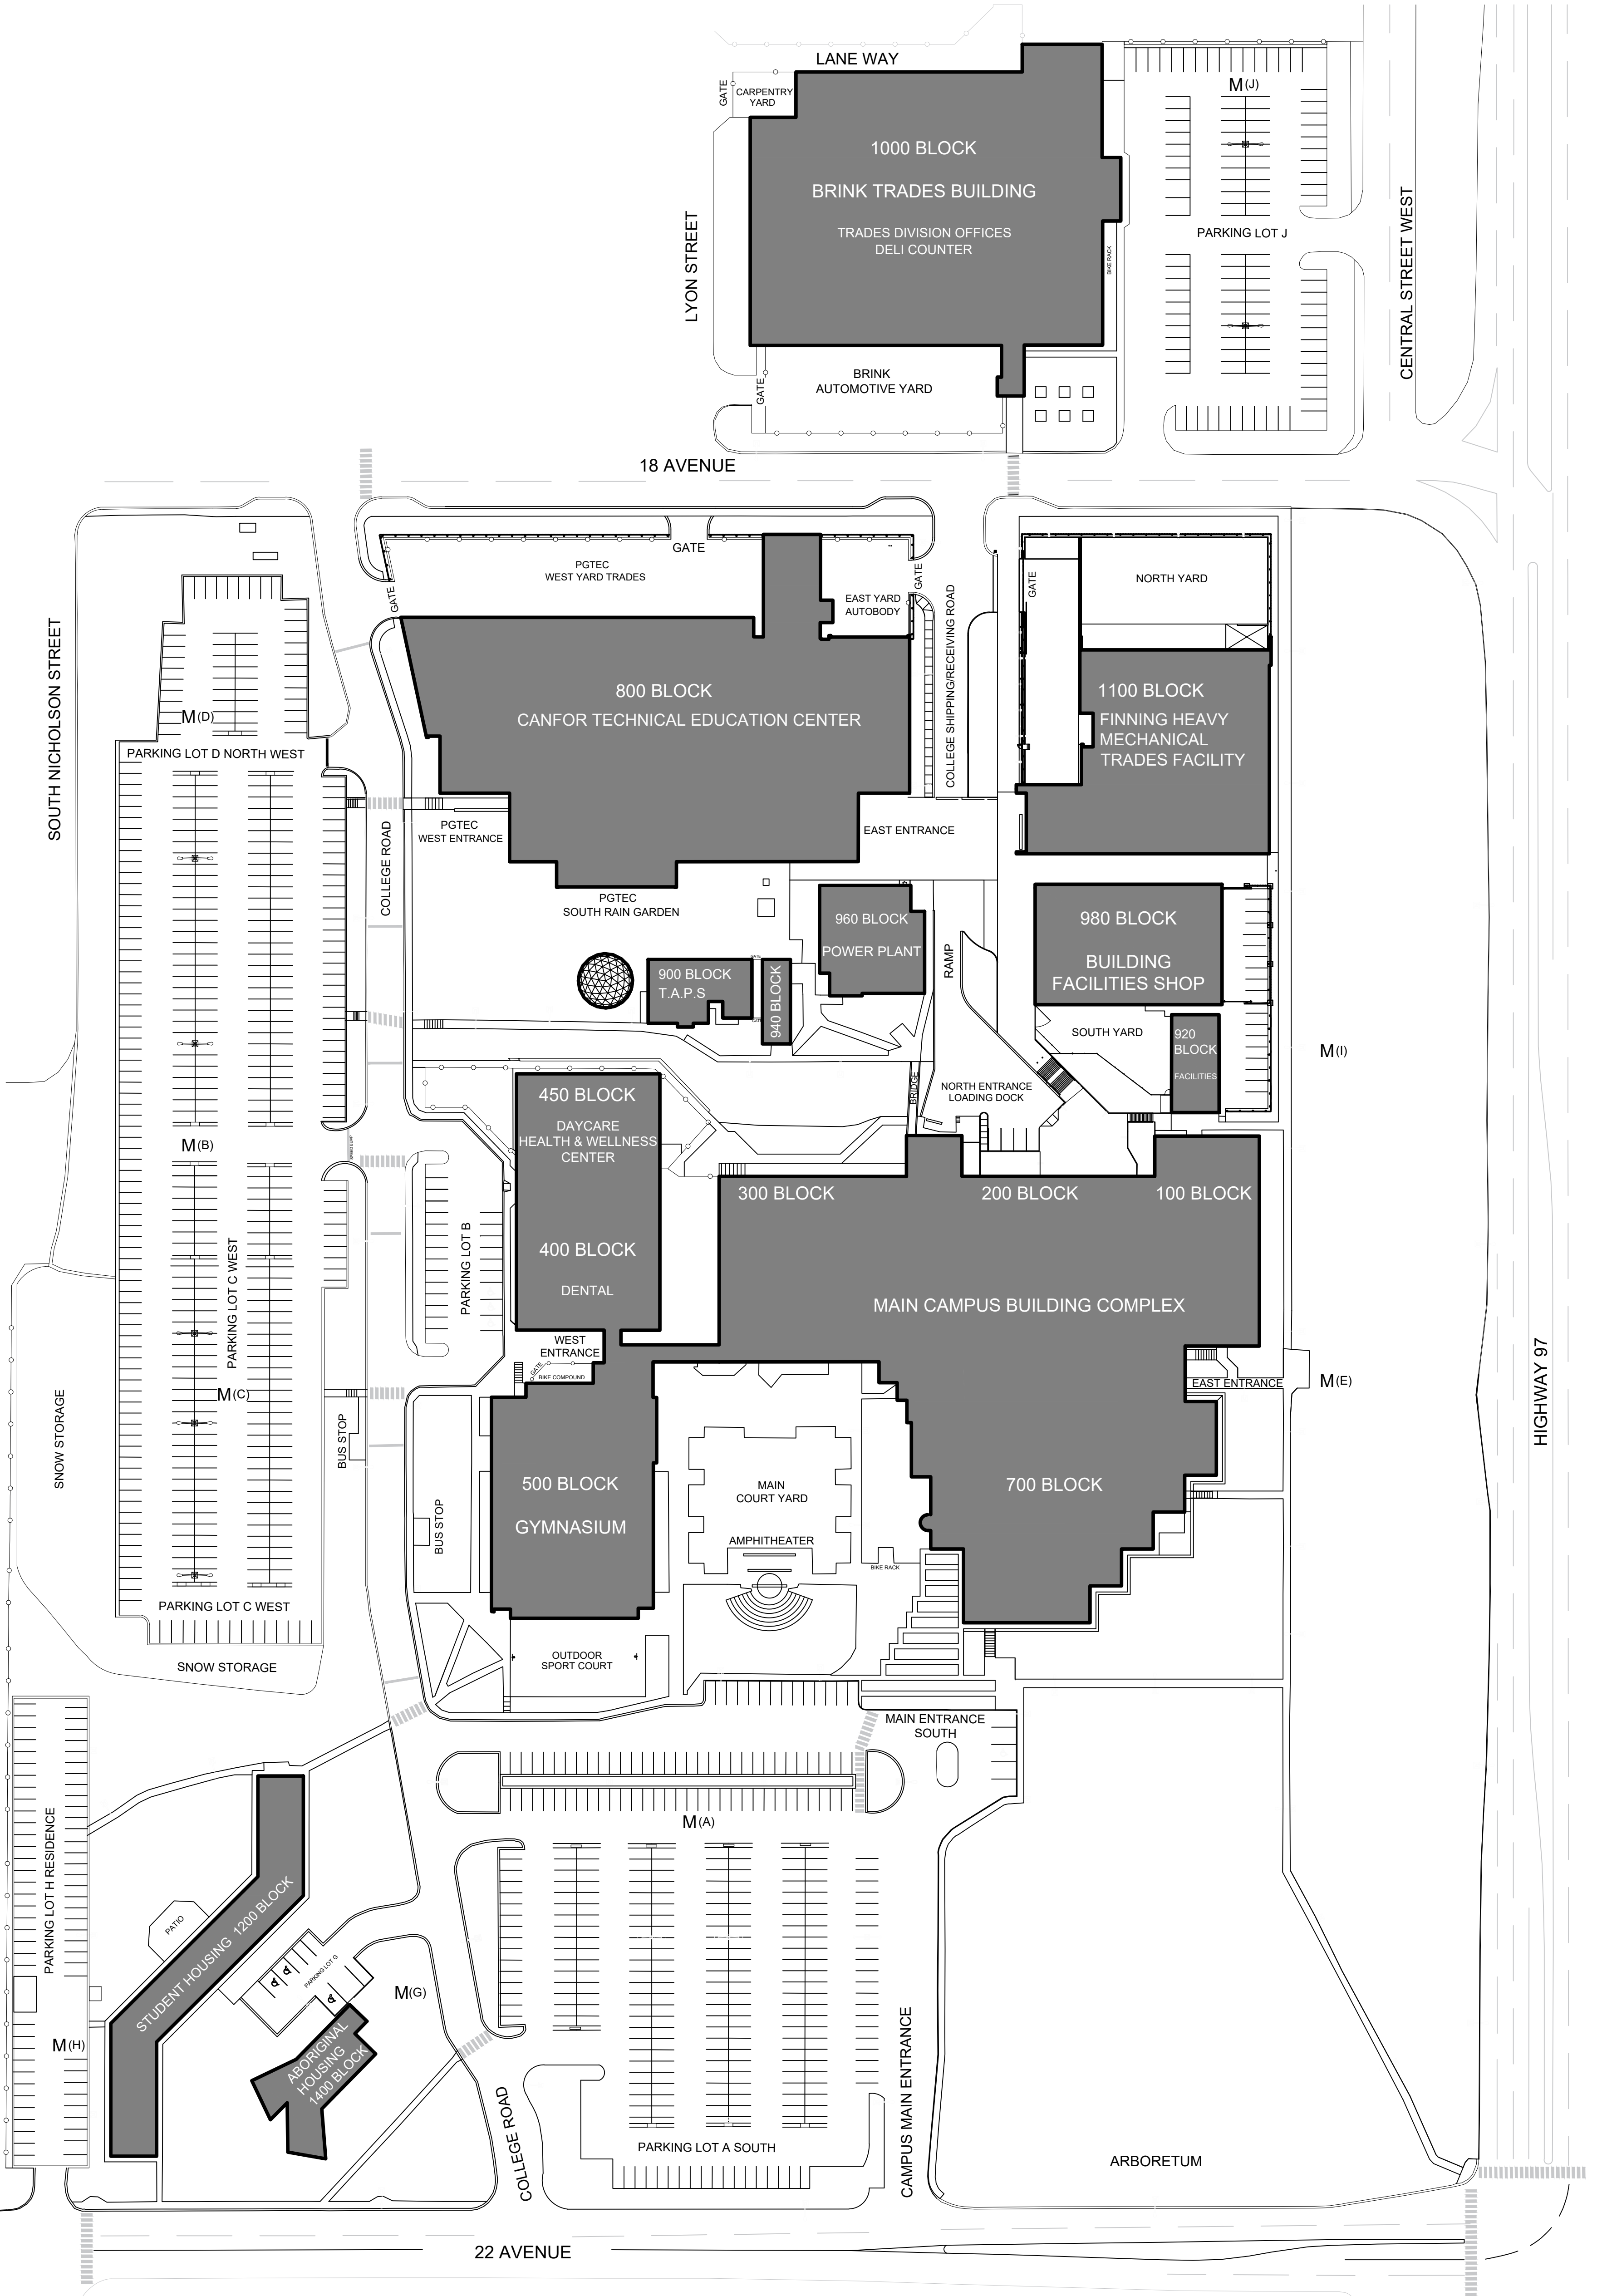 LANE WAY
GATE
CARPENTRY
YARD
M(J)
1000 BLOCK
BRINK TRADES BUILDING
TRADES DIVISION OFFICES
DELI COUNTER
LYON STREET
BIKE RACK
PARKING LOT J
CENTRAL STREET WEST
GATE
BRINK
AUTOMOTIVE YARD
18 AVENUE
GATE
PGTEC
WEST YARD TRADES
GATE
GATE
EAST YARD
AUTOBODY
COLLEGE SHIPPING/RECEIVING ROAD
GATE
NORTH YARD
SOUTH NICHOLSON STREET
800 BLOCK
CANFOR TECHNICAL EDUCATION CENTER
1100 BLOCK
FINNING HEAVY
MECHANICAL
TRADES FACILITY
M(D)
PARKING LOT D NORTH WEST
COLLEGE ROAD
PGTEC
WEST ENTRANCE
EAST ENTRANCE
PGTEC
SOUTH RAIN GARDEN
960 BLOCK
POWER PLANT
RAMP
980 BLOCK
BUILDING
FACILITIES SHOP
900 BLOCK
T.A.P.S
GATE
GATE
940 BLOCK
SOUTH YARD
920
BLOCK
FACILITIES
M(I)
BRIDGE
NORTH ENTRANCE
LOADING DOCK
450 BLOCK
DAYCARE
HEALTH & WELLNESS
CENTER
M(B)
SPEED BUMP
300 BLOCK
200 BLOCK
100 BLOCK
PARKING LOT B
400 BLOCK
DENTAL
PARKING LOT C WEST
MAIN CAMPUS BUILDING COMPLEX
WEST
ENTRANCE
GATE
BIKE COMPOUND
EAST ENTRANCE
M(E)
M(C)
SNOW STORAGE
BUS STOP
HIGHWAY 97
500 BLOCK
GYMNASIUM
MAIN
COURT YARD
AMPHITHEATER
700 BLOCK
BUS STOP
BIKE RACK
PARKING LOT C WEST
SNOW STORAGE
OUTDOOR
SPORT COURT
MAIN ENTRANCE
SOUTH
M(A)
PARKING LOT H RESIDENCE
PATIO
STUDENT HOUSING 1200 BLOCK
PARKING LOT G
M(G)
M(H)
ABORIGINAL
HOUSING
1400 BLOCK
COLLEGE ROAD
CAMPUS MAIN ENTRANCE
PARKING LOT A SOUTH
ARBORETUM
22 AVENUE